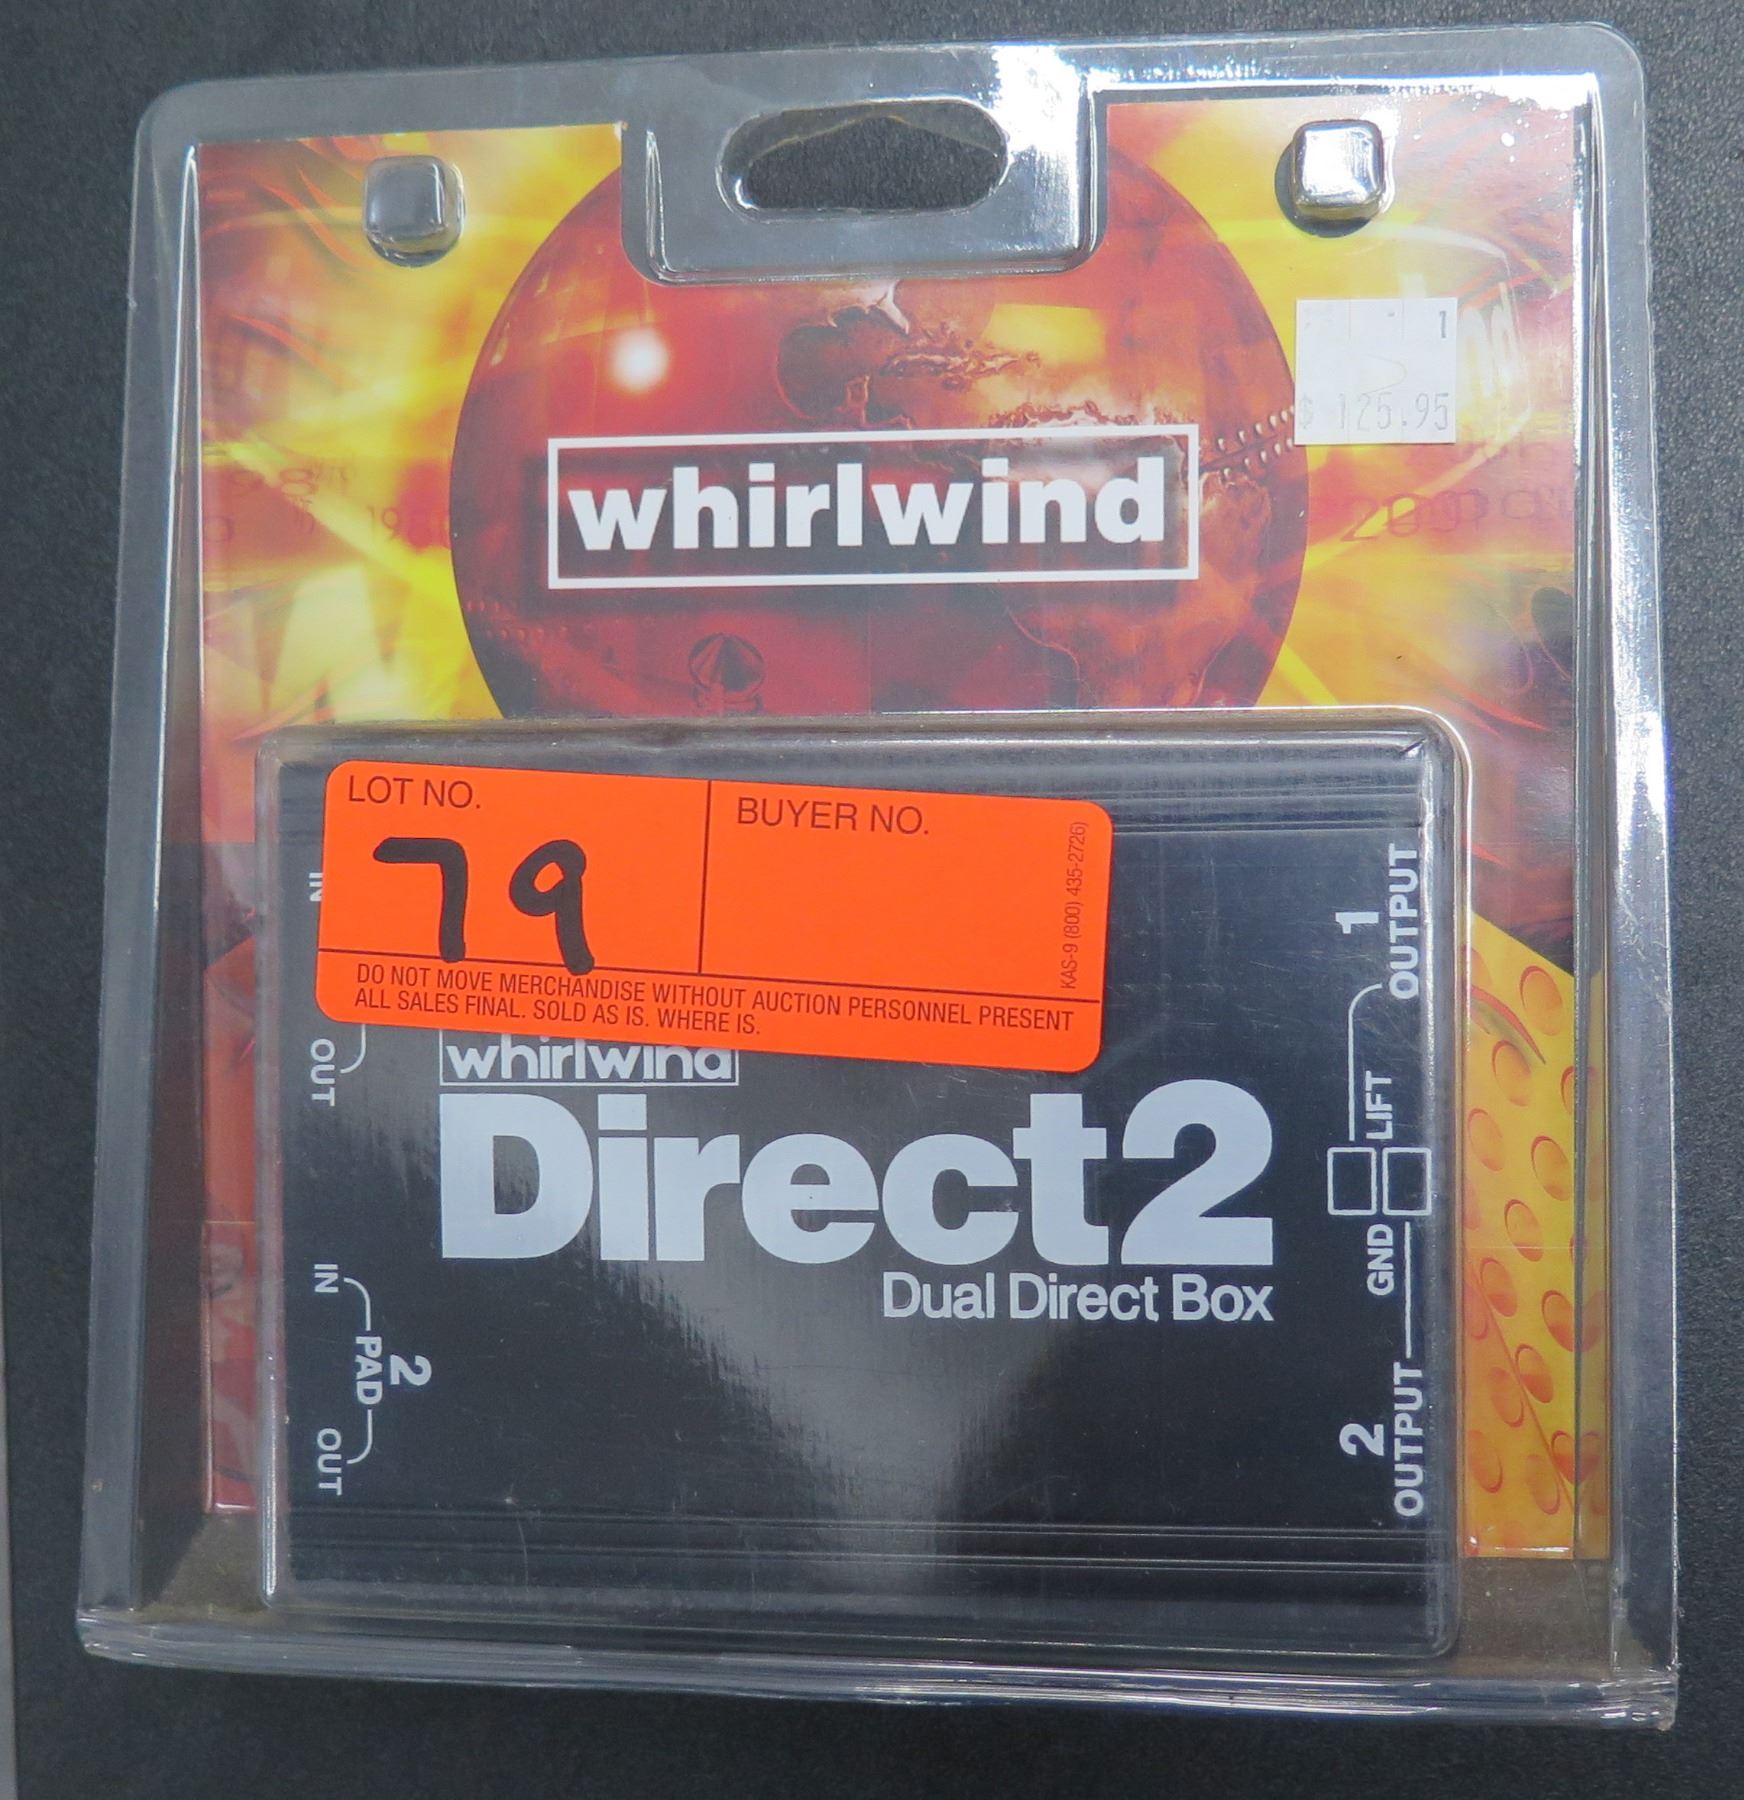 1
$ 125.95
whirlwind
LOT NO.
79
BUYER NO.
KAS-9 (800) 435-2726)
DO NOT MOVE MERCHANDISE WITHOUT AUCTION PERSONNEL PRESENT
ALL SALES FINAL. SOLD AS IS. WHERE IS.
IN
OUT
whirlwind
Direct2
Dual Direct Box
IN
PAD
2
OUT
1
OUTPUT
LIFT
GND
2
OUTPUT